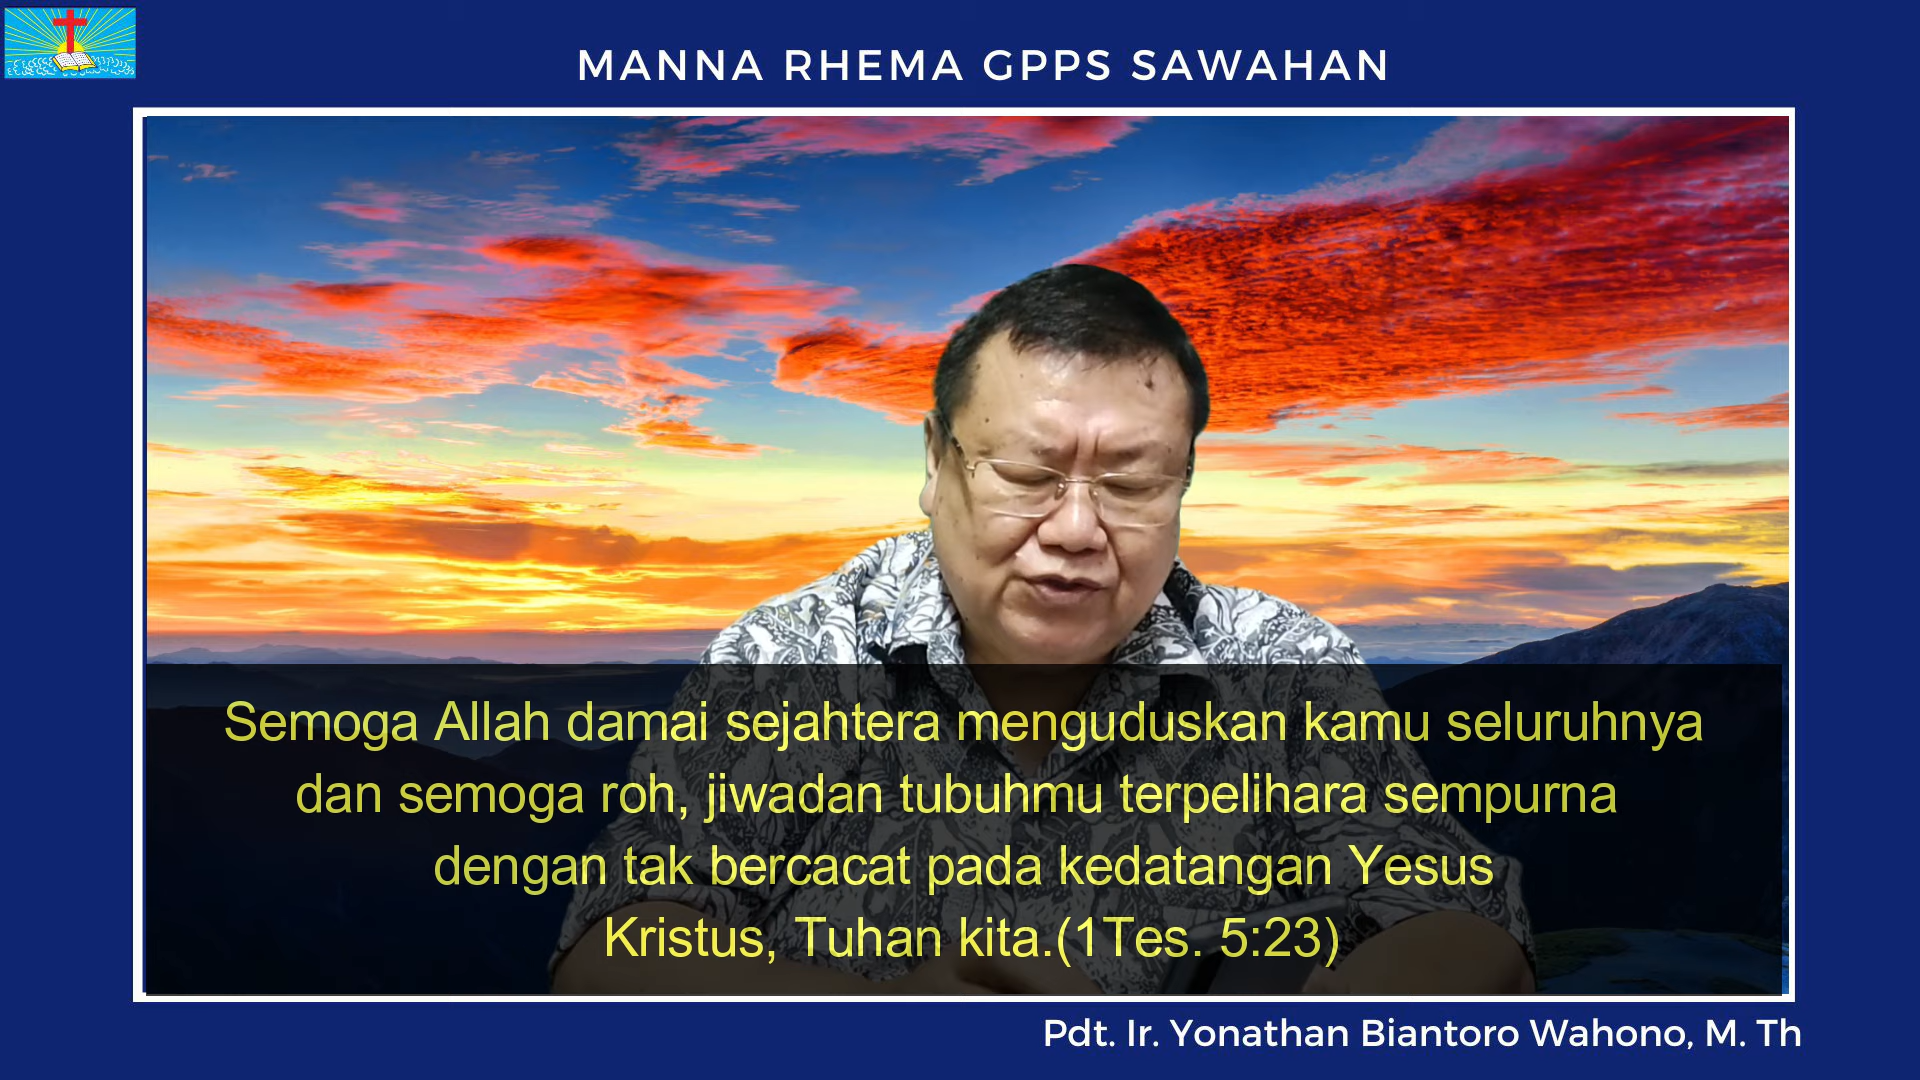 MANNA RHEMA GPPS SAWAHAN
Semoga Allah damai sejahtera menguduskan kamu seluruhnya
dan semoga roh, jiwadan tubuhmu terpelihara sempurna
dengan tak bercacat pada kedatangan Yesus
Kristus, Tuhan kita.(1Tes. 5:23)
Pdt. Ir. Yonathan Biantoro Wahono, M. Th